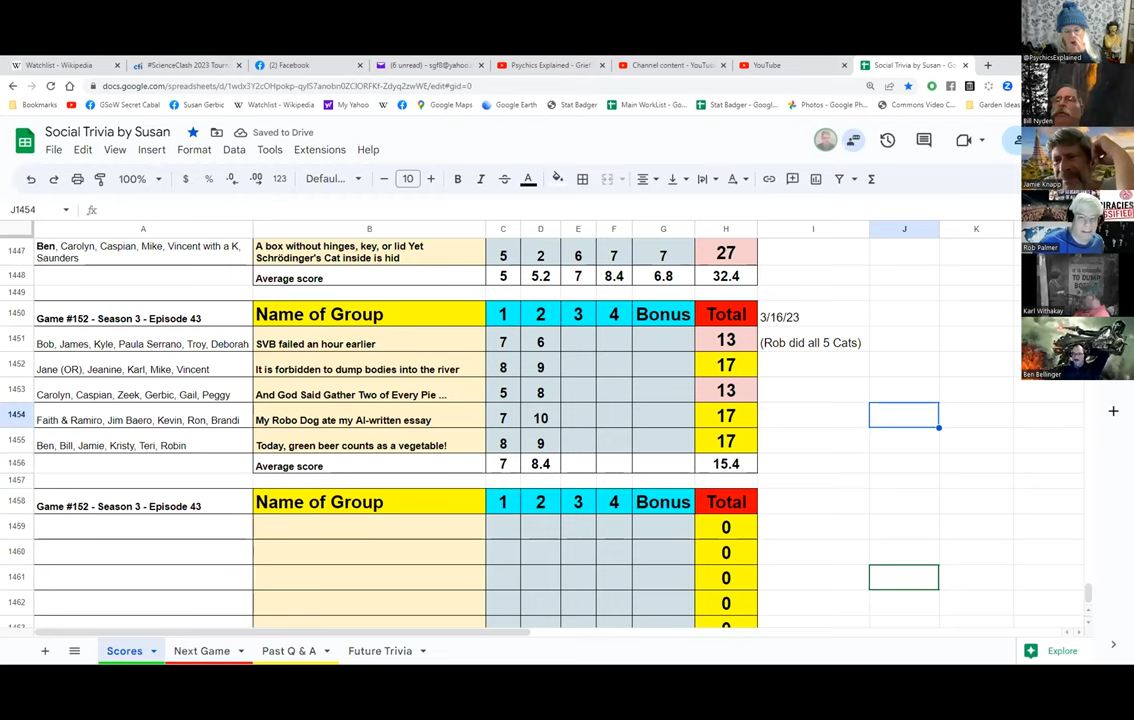 Watchlist - Wikipedia
#ScienceClash 2023 Tourn
(2) Facebook
(6 unread) - sgf8@yahoo.
Psychics Explained - Grief
Channel content - YouTube
YouTube
Social Trivia by Susan - Go
docs.google.com/spreadsheets/d/
edit#gid=0
Bookmarks
GSoW Secret Cabal
Susan Gerbic
Watchlist - Wikipedia
My Yahoo
Google Maps
Google Earth
Stat Badger
Main WorkList - Go...
Stat Badger - Googl...
Photos - Google Ph...
Commons Video C...
Garden Ideas
Social Trivia by Susan
Saved to Drive
File Edit View Insert Format Data Tools Extensions Help
100% $ % .0 .00 123 Defaul... 10 B I S A
J1454 fx
A B C D E F G H I J K
1447 Ben, Carolyn, Caspian, Mike, Vincent with a K, Saunders
A box without hinges, key, or lid Yet
Schrödinger's Cat inside is hid
5 2 6 7 7 27
1448 Average score 5 5.2 7 8.4 6.8 32.4
1449
1450 Game #152 - Season 3 - Episode 43 Name of Group 1 2 3 4 Bonus Total 3/16/23
1451 Bob, James, Kyle, Paula Serrano, Troy, Deborah SVB failed an hour earlier 7 6 13 (Rob did all 5 Cats)
1452 Jane (OR), Jeanine, Karl, Mike, Vincent It is forbidden to dump bodies into the river 8 9 17
1453 Carolyn, Caspian, Zeek, Gerbic, Gail, Peggy And God Said Gather Two of Every Pie ... 5 8 13
1454 Faith & Ramiro, Jim Baero, Kevin, Ron, Brandi My Robo Dog ate my AI-written essay 7 10 17
1455 Ben, Bill, Jamie, Kristy, Teri, Robin Today, green beer counts as a vegetable! 8 9 17
1456 Average score 7 8.4 15.4
1457
1458 Game #152 - Season 3 - Episode 43 Name of Group 1 2 3 4 Bonus Total
1459 0
1460 0
1461 0
1462 0
Scores Next Game Past Q & A Future Trivia
Explore
@PsychicsExplained
Bill Nyden
Jamie Knapp
Rob Palmer
Karl Withakay
TO DUMP
Ben Bellinger